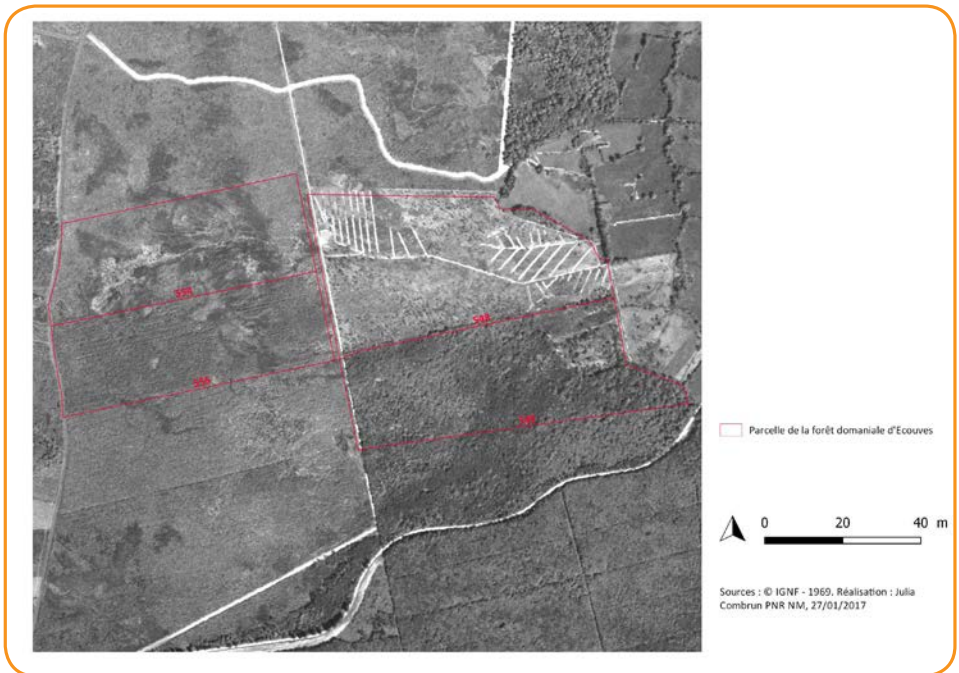 Parcelle de la forêt domaniale d'Ecouves
0 20 40 m
Sources : © IGNF - 1969. Réalisation : Julia
Combrun PNR NM, 27/01/2017